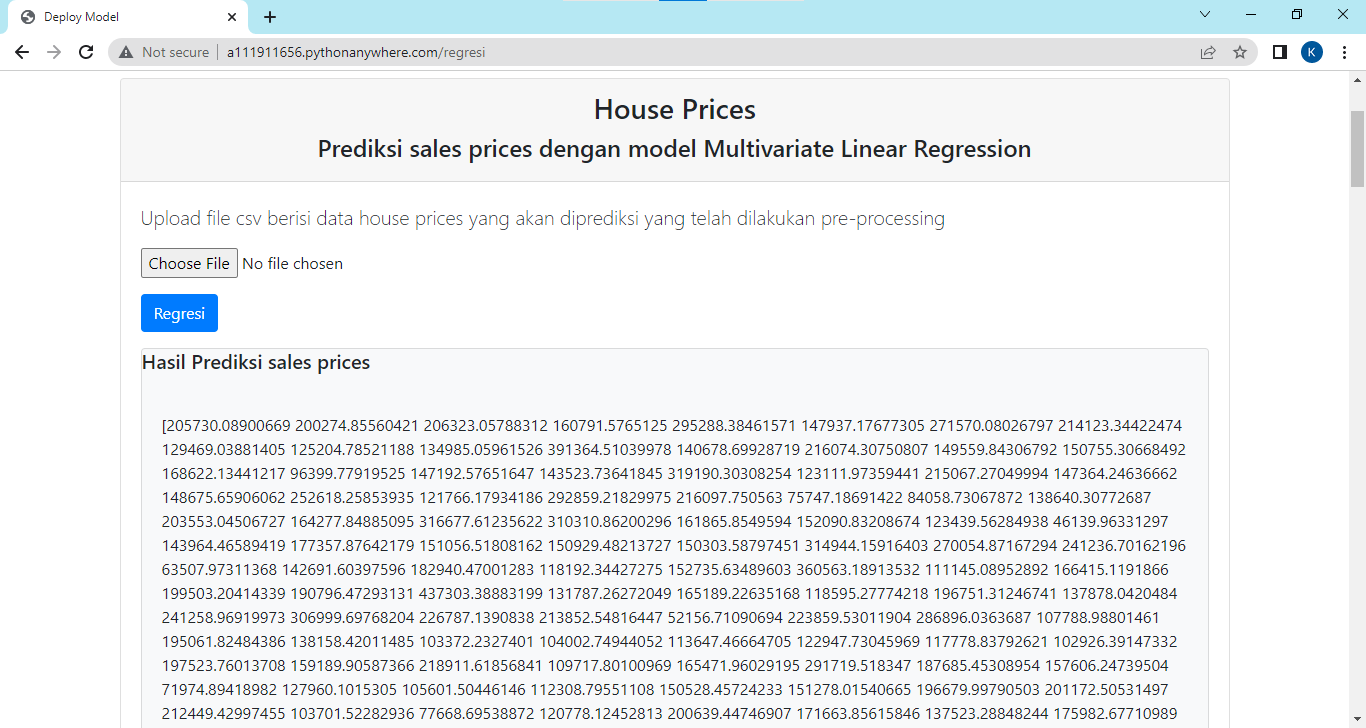 Deploy Model
Not secure
a111911656.pythonanywhere.com/regresi
K
House Prices
Prediksi sales prices dengan model Multivariate Linear Regression
Upload file csv berisi data house prices yang akan diprediksi yang telah dilakukan pre-processing
Choose File No file chosen
Regresi
Hasil Prediksi sales prices
[205730.08900669 200274.85560421 206323.05788312 160791.5765125 295288.38461571 147937.17677305 271570.08026797 214123.34422474
129469.03881405 125204.78521188 134985.05961526 391364.51039978 140678.69928719 216074.30750807 149559.84306792 150755.30668492
168622.13441217 96399.77919525 147192.57651647 143523.73641845 319190.30308254 123111.97359441 215067.27049994 147364.24636662
148675.65906062 252618.25853935 121766.17934186 292859.21829975 216097.750563 75747.18691422 84058.73067872 138640.30772687
203553.04506727 164277.84885095 316677.61235622 310310.86200296 161865.8549594 152090.83208674 123439.56284938 46139.96331297
143964.46589419 177357.87642179 151056.51808162 150929.48213727 150303.58797451 314944.15916403 270054.87167294 241236.70162196
63507.97311368 142691.60397596 182940.47001283 118192.34427275 152735.63489603 360563.18913532 111145.08952892 166415.1191866
199503.20414339 190796.47293131 437303.38883199 131787.26272049 165189.22635168 118595.27774218 196751.31246741 137878.0420484
241258.96919973 306999.69768204 226787.1390838 213852.54816447 52156.71090694 223859.53011904 286896.0363687 107788.98801461
195061.82484386 138158.42011485 103372.2327401 104002.74944052 113647.46664705 122947.73045969 117778.83792621 102926.39147332
197523.76013708 159189.90587366 218911.61856841 109717.80100969 165471.96029195 291719.518347 187685.45308954 157606.24739504
71974.89418982 127960.1015305 105601.50446146 112308.79551108 150528.45724233 151278.01540665 196679.99790503 201172.50531497
212449.42997455 103701.52282936 77668.69538872 120778.12452813 200639.44746907 171663.85615846 137523.28848244 175982.67710989